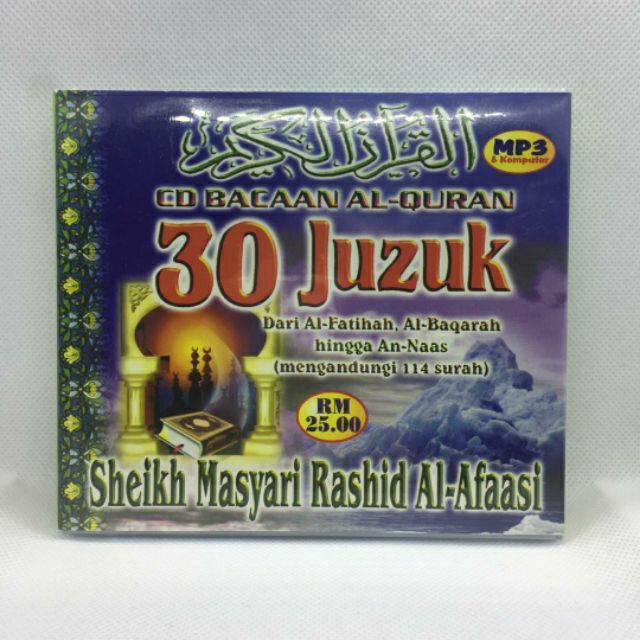 القرآن الكريم
MP3
& Komputer
CD BACAAN AL-QURAN
30 Juzuk
Dari Al-Fatihah, Al-Baqarah
hingga An-Naas
(mengandungi 114 surah)
RM
25.00
Sheikh Masyari Rashid Al-Afaasi